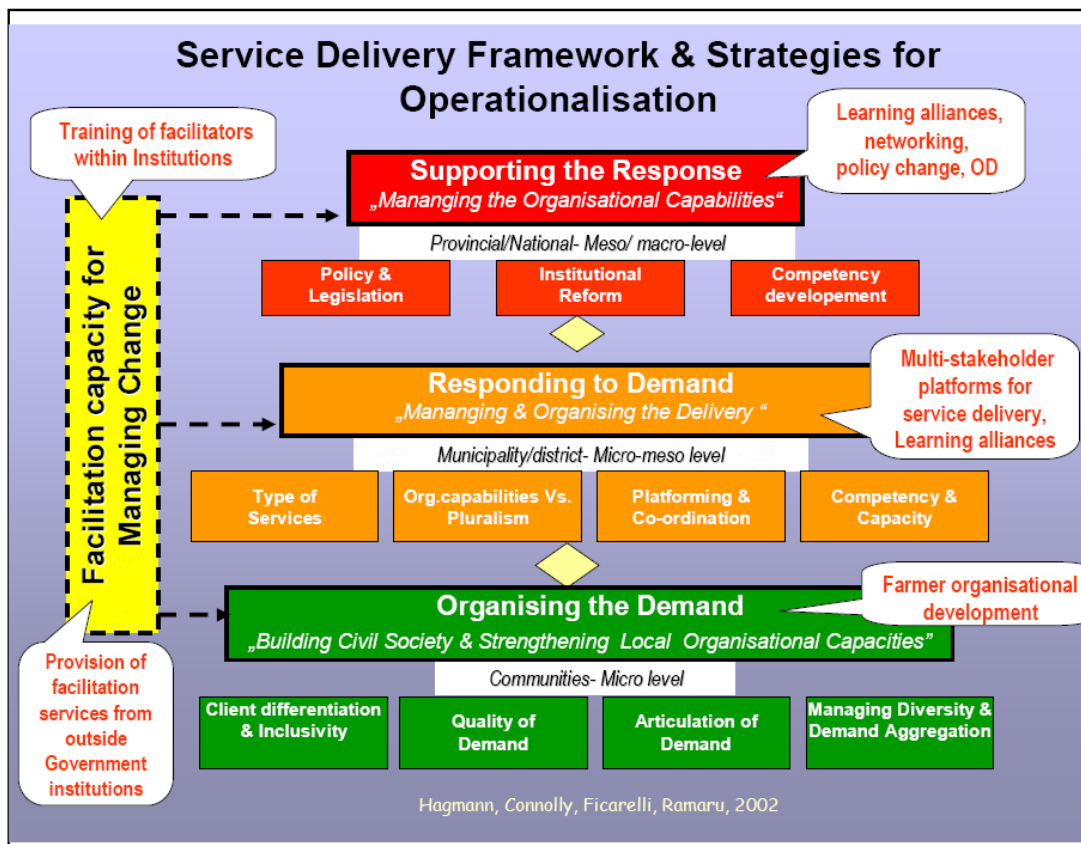 Service Delivery Framework & Strategies for
Operationalisation
Training of facilitators
within Institutions
Learning alliances,
networking,
policy change, OD
Supporting the Response
„Mananging the Organisational Capabilities“
Provincial/National- Meso/ macro-level
Policy &
Legislation
Institutional
Reform
Competency
developement
Facilitation capacity for
Managing Change
Responding to Demand
„Mananging & Organising the Delivery “
Multi-stakeholder
platforms for
service delivery,
Learning alliances
Municipality/district- Micro-meso level
Type of
Services
Org.capabilities Vs.
Pluralism
Platforming &
Co-ordination
Competency &
Capacity
Organising the Demand
„Building Civil Society & Strengthening Local Organisational Capacities”
Farmer organisational
development
Communities- Micro level
Provision of
facilitation
services from
outside
Government
institutions
Client differentiation
& Inclusivity
Quality of
Demand
Articulation of
Demand
Managing Diversity &
Demand Aggregation
Hagmann, Connolly, Ficarelli, Ramaru, 2002